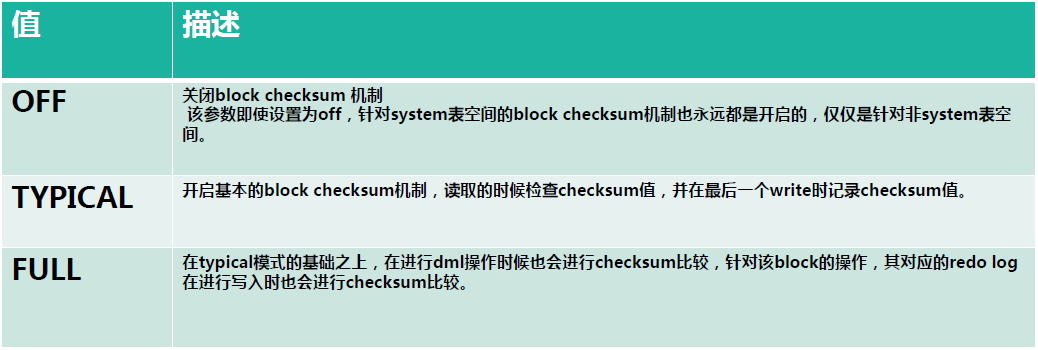 值
描述
OFF
关闭block checksum 机制
该参数即使设置为off，针对system表空间的block checksum机制也永远都是开启的，仅仅是针对非system表空
间。
TYPICAL
开启基本的block checksum机制，读取的时候检查checksum值，并在最后一个write时记录checksum值。
FULL
在typical模式的基础之上，在进行dml操作时候也会进行checksum比较，针对该block的操作，其对应的redo log
在进行写入时也会进行checksum比较。